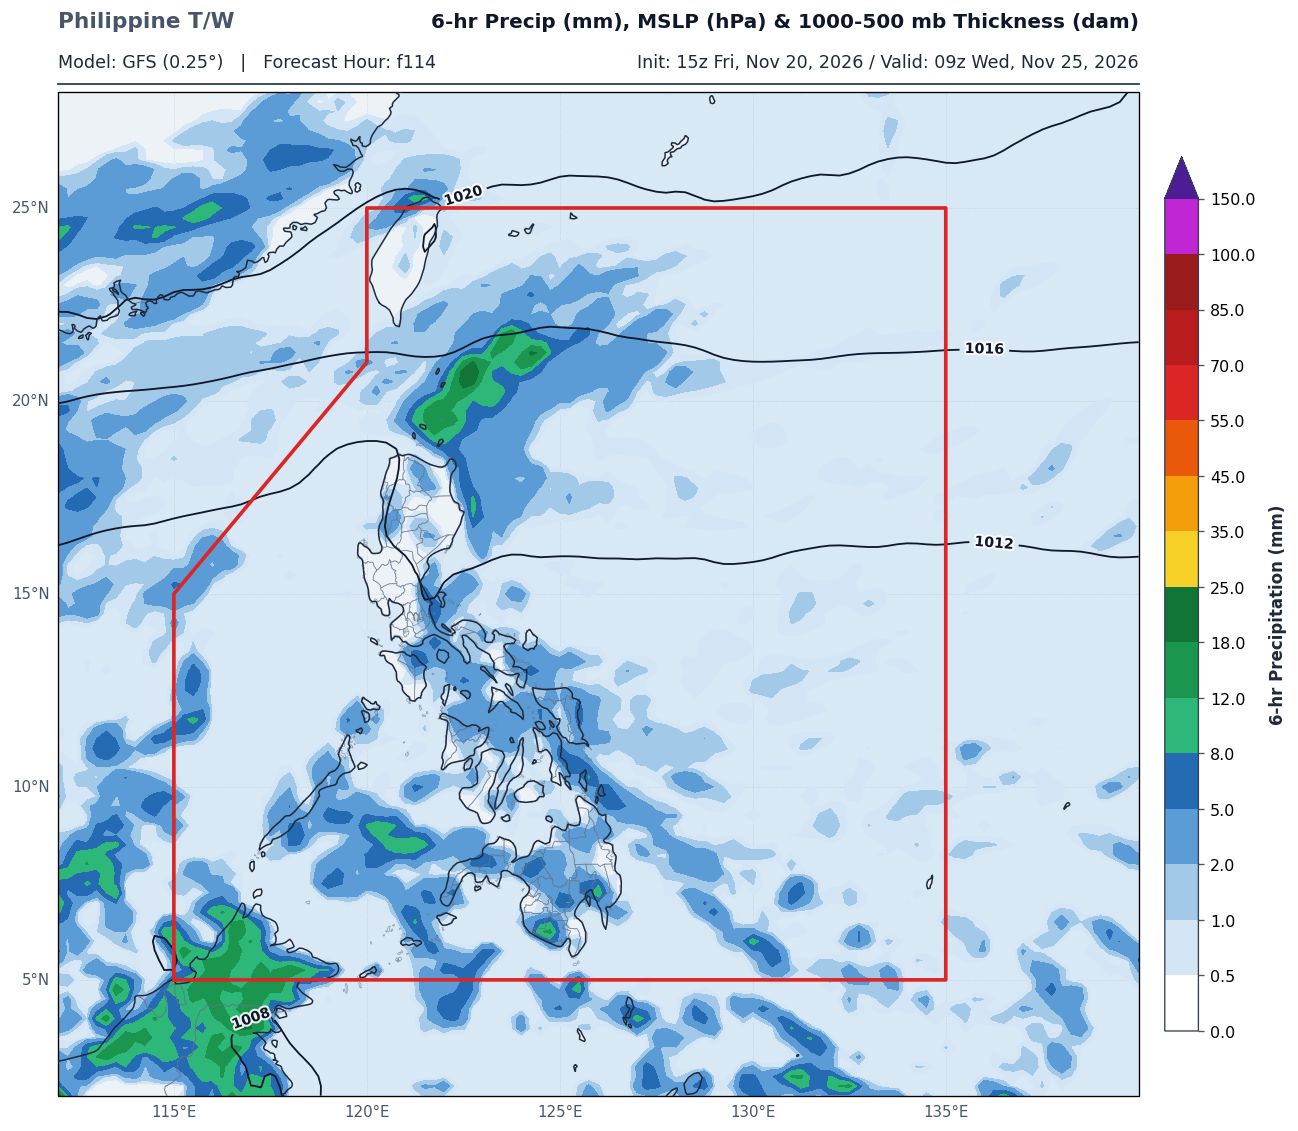 Philippine T/W
6-hr Precip (mm), MSLP (hPa) & 1000-500 mb Thickness (dam)
Model: GFS (0.25°) | Forecast Hour: f114
Init: 15z Fri, Nov 20, 2026 / Valid: 09z Wed, Nov 25, 2026
1020
1016
1012
1008
25°N
20°N
15°N
10°N
5°N
115°E
120°E
125°E
130°E
135°E
150.0
100.0
85.0
70.0
55.0
45.0
35.0
25.0
18.0
12.0
8.0
5.0
2.0
1.0
0.5
0.0
6-hr Precipitation (mm)